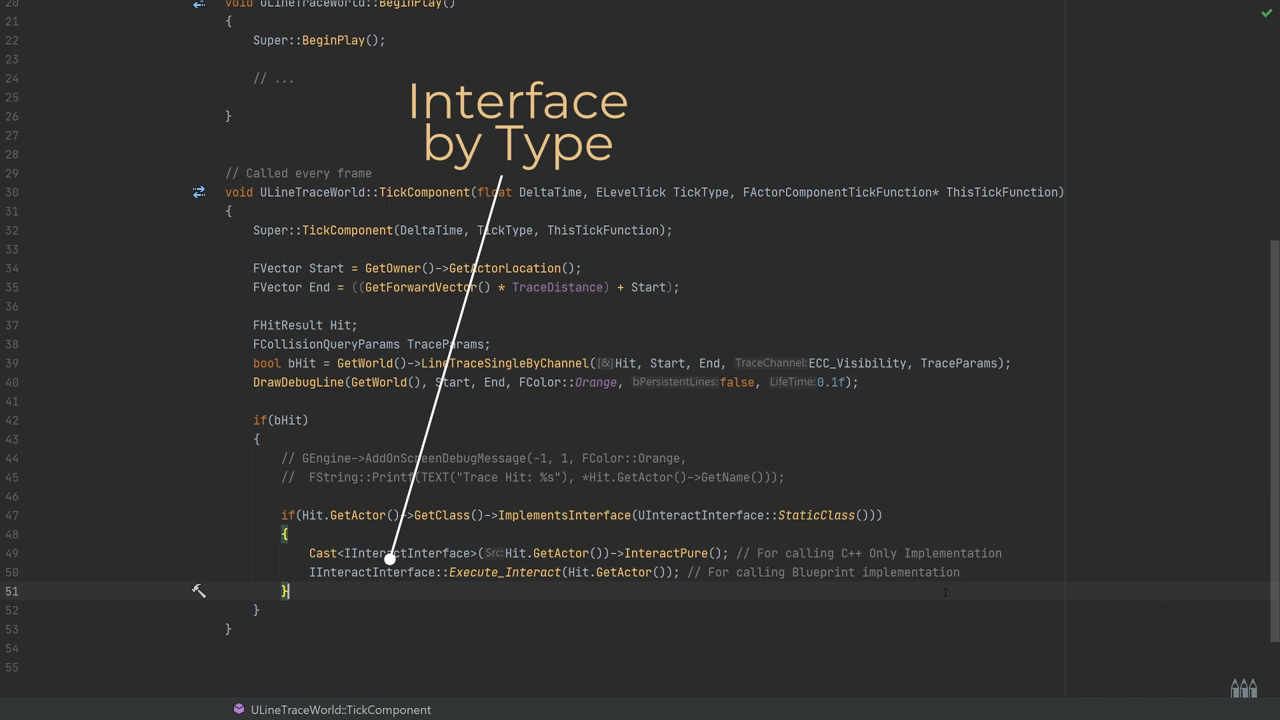 20 void ULineTraceWorld::BeginPlay()
21 {
22 Super::BeginPlay();
23
24 // ...
25
26 }
27
28
29 // Called every frame
30 void ULineTraceWorld::TickComponent(float DeltaTime, ELevelTick TickType, FActorComponentTickFunction* ThisTickFunction)
31 {
32 Super::TickComponent(DeltaTime, TickType, ThisTickFunction);
33
34 FVector Start = GetOwner()->GetActorLocation();
35 FVector End = ((GetForwardVector() * TraceDistance) + Start);
36
37 FHitResult Hit;
38 FCollisionQueryParams TraceParams;
39 bool bHit = GetWorld()->LineTraceSingleByChannel([&]Hit, Start, End, TraceChannel:ECC_Visibility, TraceParams);
40 DrawDebugLine(GetWorld(), Start, End, FColor::Orange, bPersistentLines:false, LifeTime:0.1f);
41
42 if(bHit)
43 {
44 // GEngine->AddOnScreenDebugMessage(-1, 1, FColor::Orange,
45 // FString::Printf(TEXT("Trace Hit: %s"), *Hit.GetActor()->GetName()));
46
47 if(Hit.GetActor()->GetClass()->ImplementsInterface(UInteractInterface::StaticClass()))
48 {
49 Cast<IInteractInterface>(Src:Hit.GetActor())->InteractPure(); // For calling C++ Only Implementation
50 IInteractInterface::Execute_Interact(Hit.GetActor()); // For calling Blueprint implementation
51 }
52 }
53 }
54
55
Interface
by Type
ULineTraceWorld::TickComponent